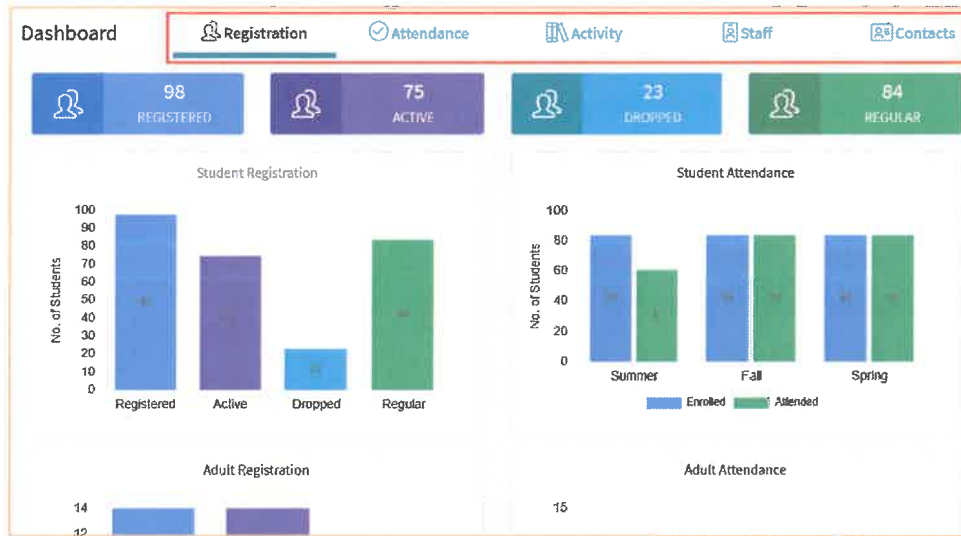 Dashboard Registration Attendance Activity Staff Contacts
98 75 23 84
REGISTERED ACTIVE DROPPED REGULAR
Student Registration
100
90
80
70
60
50
40
30
20
10
0
No. of Students
Registered Active Dropped Regular
Student Attendance
100
80
60
40
20
0
No. of Students
Summer Fall Spring
Enrolled Attended
Adult Registration
14
12
Adult Attendance
15